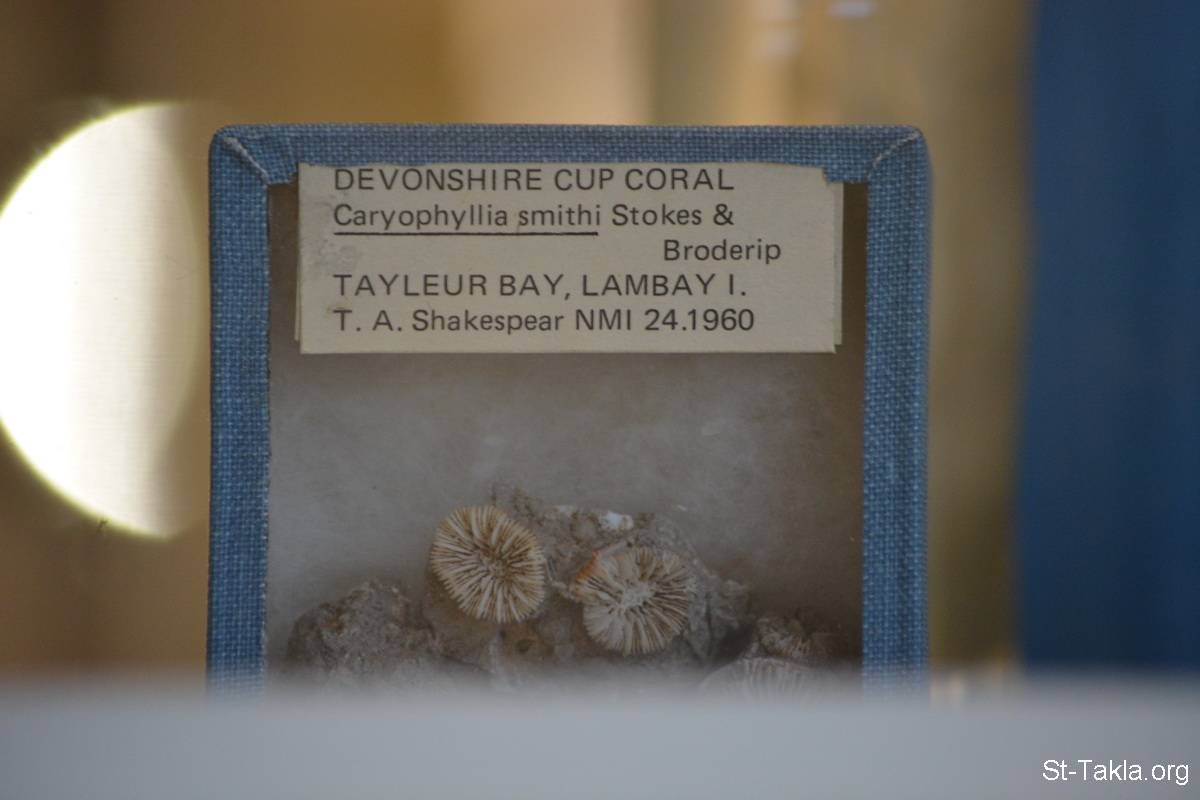 DEVONSHIRE CUP CORAL
Caryophyllia smithi Stokes &
Broderip
TAYLEUR BAY, LAMBAY I.
T. A. Shakespear NMI 24.1960
St-Takla.org